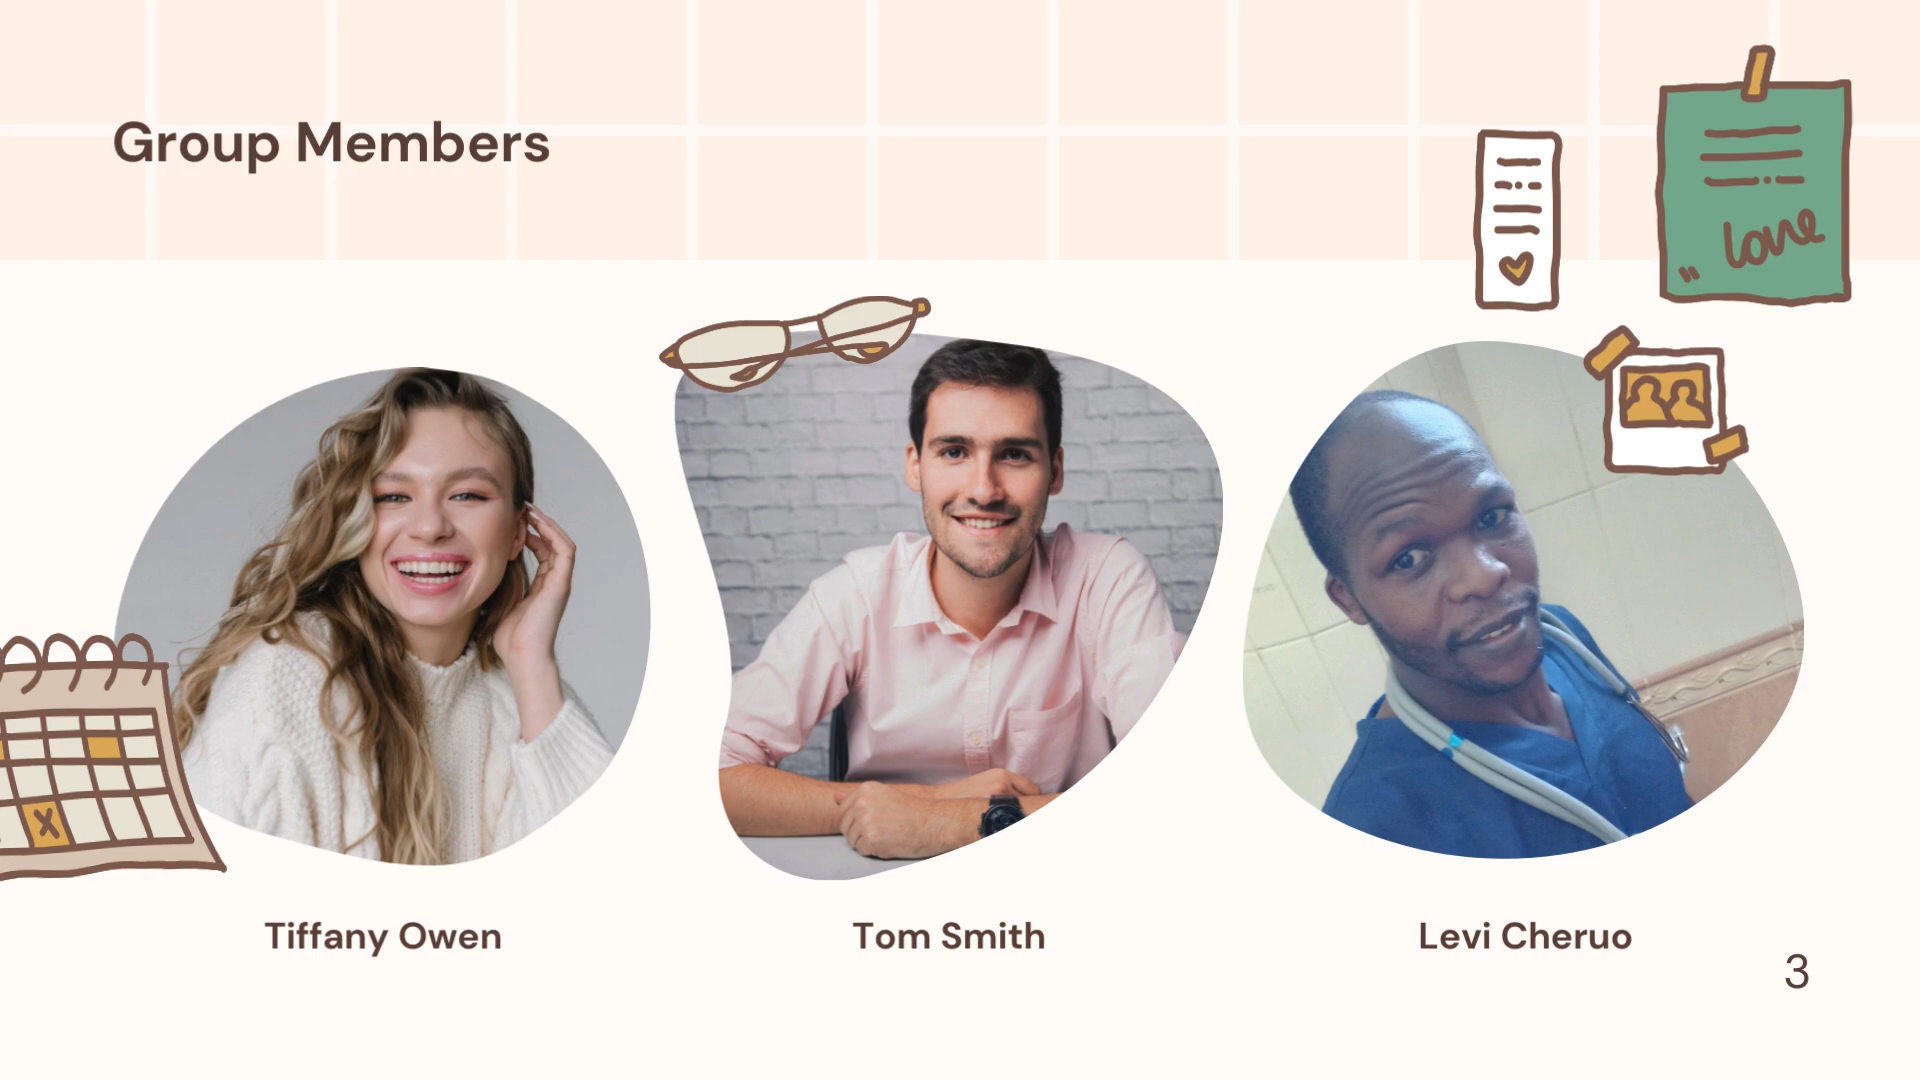 Group Members
love
Tiffany Owen
Tom Smith
Levi Cheruo
3